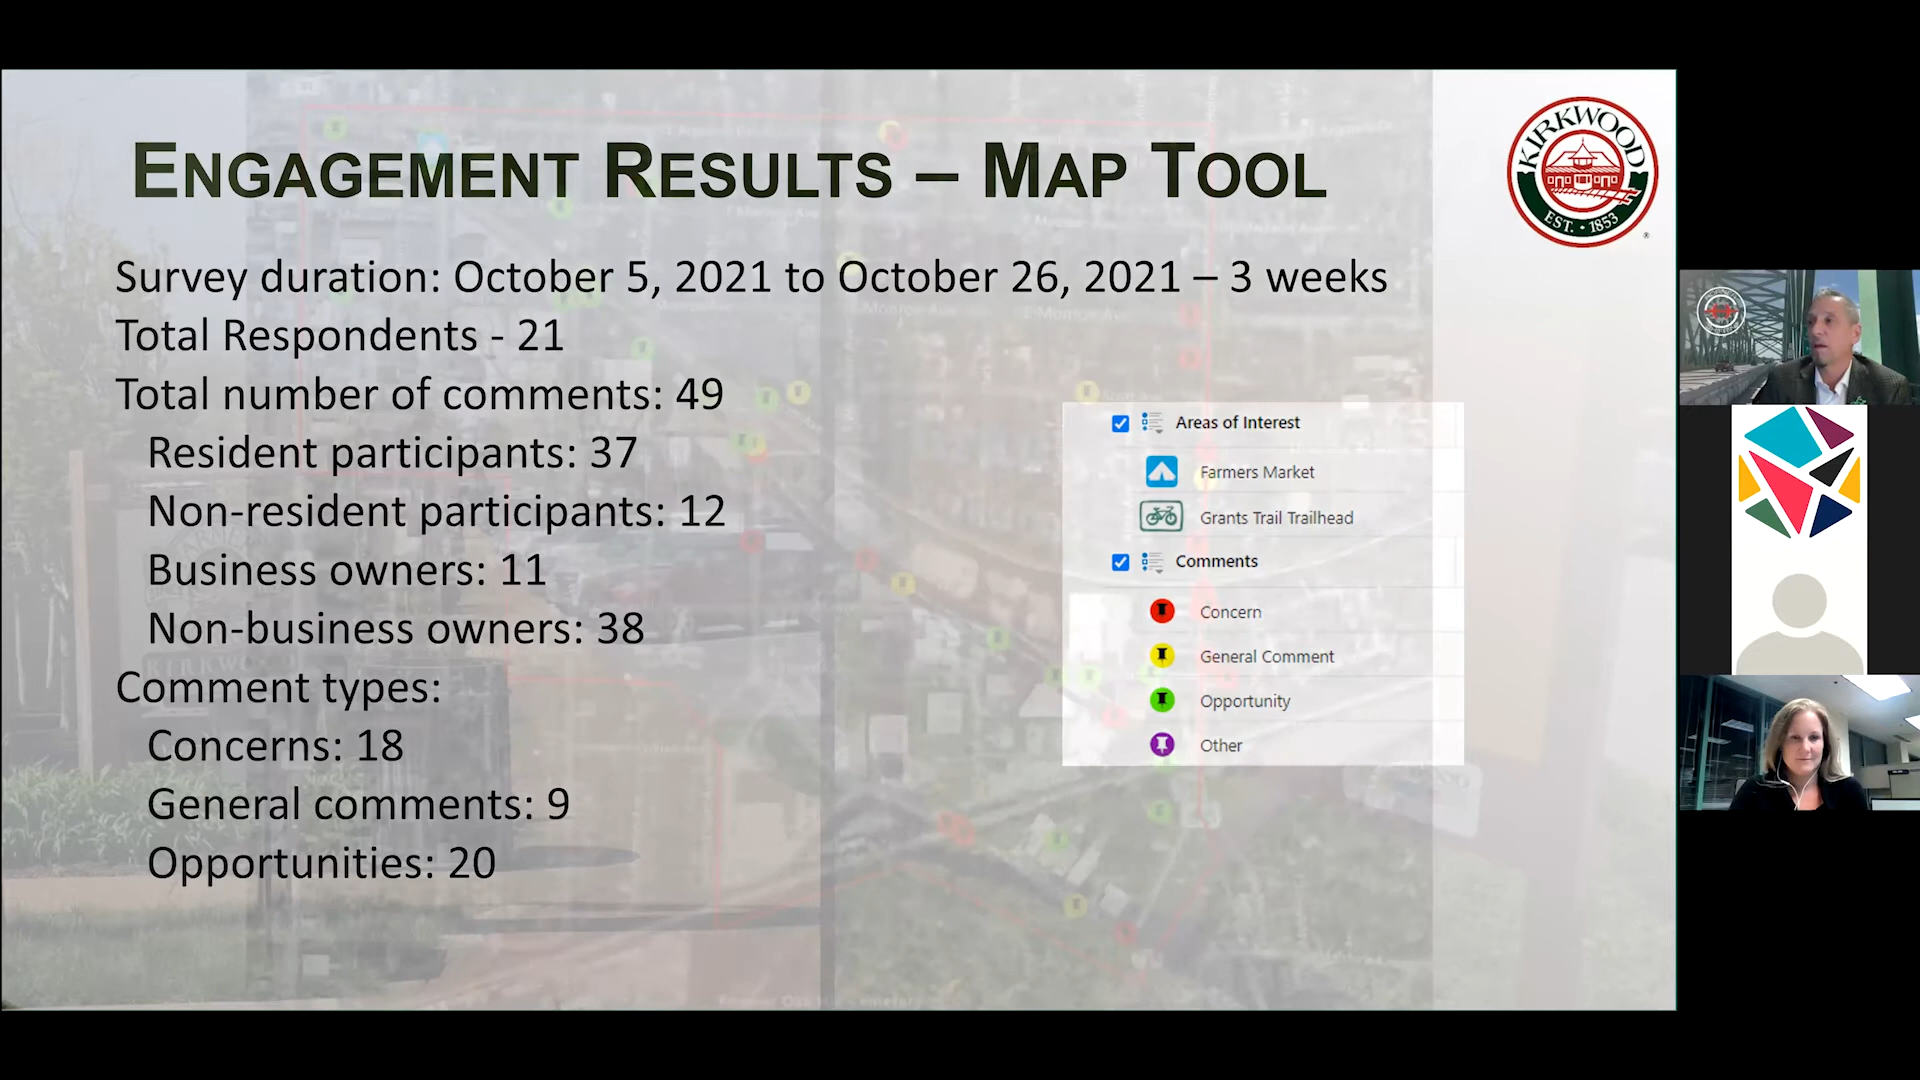 ENGAGEMENT RESULTS – MAP TOOL
KIRKWOOD
EST. • 1853
®
Survey duration: October 5, 2021 to October 26, 2021 – 3 weeks
Total Respondents - 21
Total number of comments: 49
Resident participants: 37
Non-resident participants: 12
Business owners: 11
Non-business owners: 38
Comment types:
Concerns: 18
General comments: 9
Opportunities: 20
Areas of Interest
Farmers Market
Grants Trail Trailhead
Comments
Concern
General Comment
Opportunity
Other